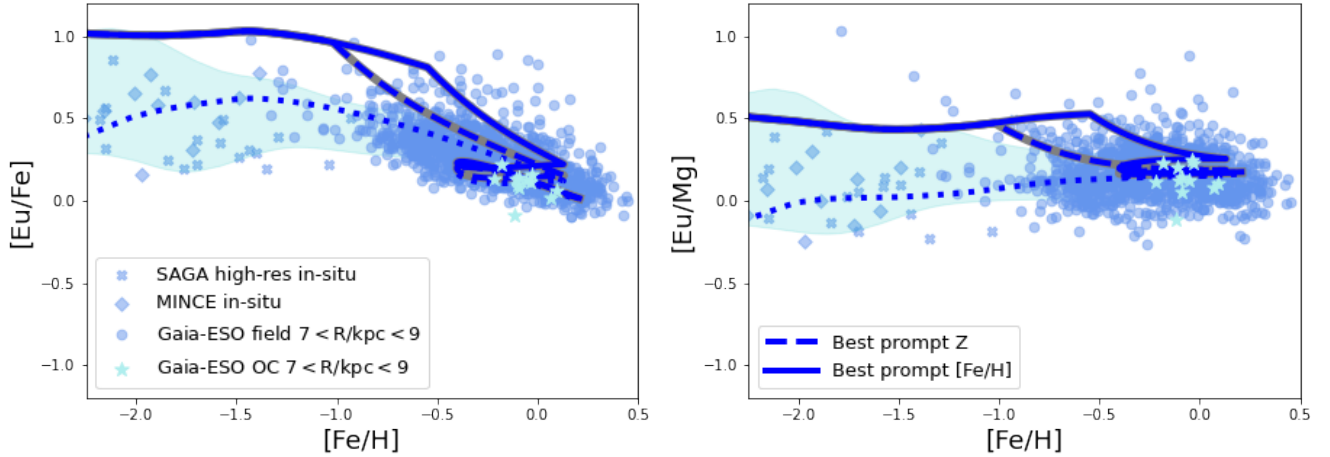 1.0
0.5
0.0
−0.5
−1.0
[Eu/Fe]
SAGA high-res in-situ
MINCE in-situ
Gaia-ESO field 7 < R/kpc < 9
Gaia-ESO OC 7 < R/kpc < 9
−2.0 −1.5 −1.0 −0.5 0.0 0.5
[Fe/H]
1.0
0.5
0.0
−0.5
−1.0
[Eu/Mg]
Best prompt Z
Best prompt [Fe/H]
−2.0 −1.5 −1.0 −0.5 0.0 0.5
[Fe/H]